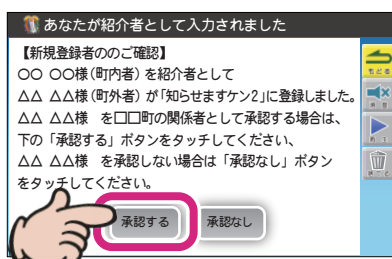 あなたが紹介者として入力されました
【新規登録者ののご確認】
○○ ○○様(町内者)を紹介者として
△△ △△様(町外者)が「知らせますケン2」に登録しました。
△△ △△様 を□□町の関係者として承認する場合は、
下の「承認する」ボタンをタッチしてください、
△△ △△様 を承認しない場合は「承認なし」ボタン
をタッチしてください。
承認する 承認なし
もどる